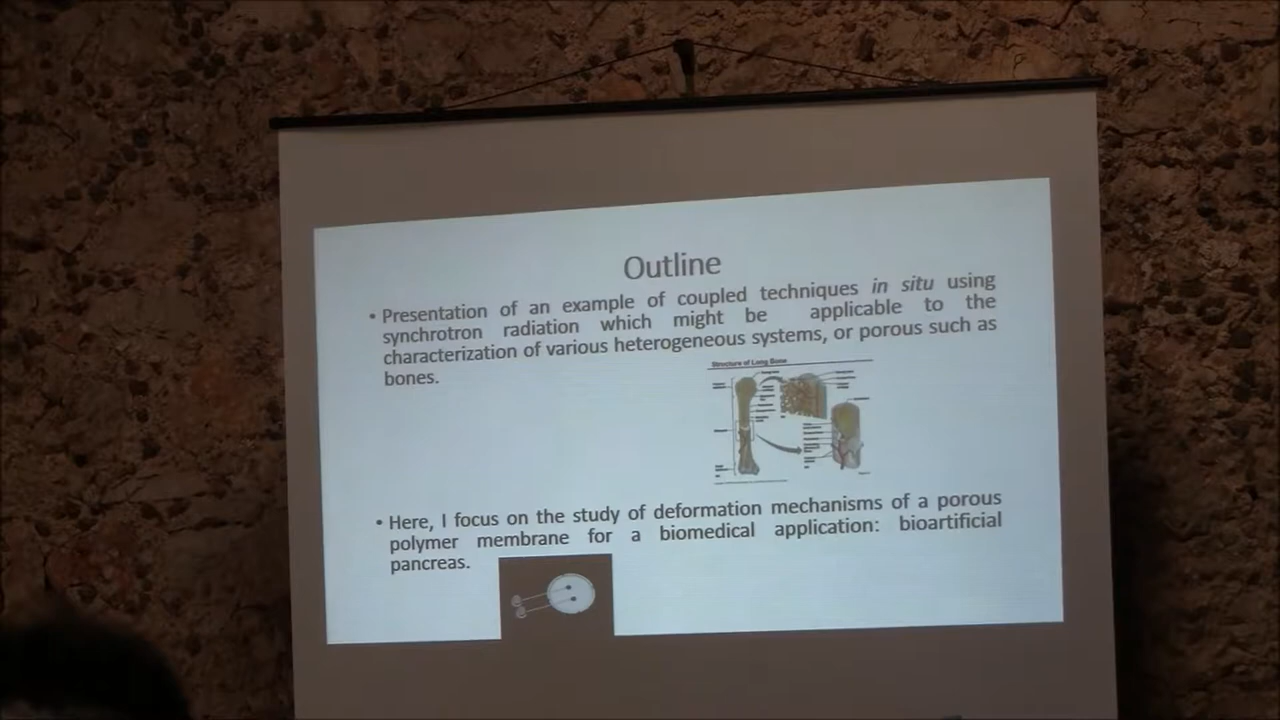 Outline
• Presentation of an example of coupled techniques in situ using
synchrotron radiation which might be applicable to the
characterization of various heterogeneous systems, or porous such as
bones.
Structure of Long Bone
• Here, I focus on the study of deformation mechanisms of a porous
polymer membrane for a biomedical application: bioartificial
pancreas.